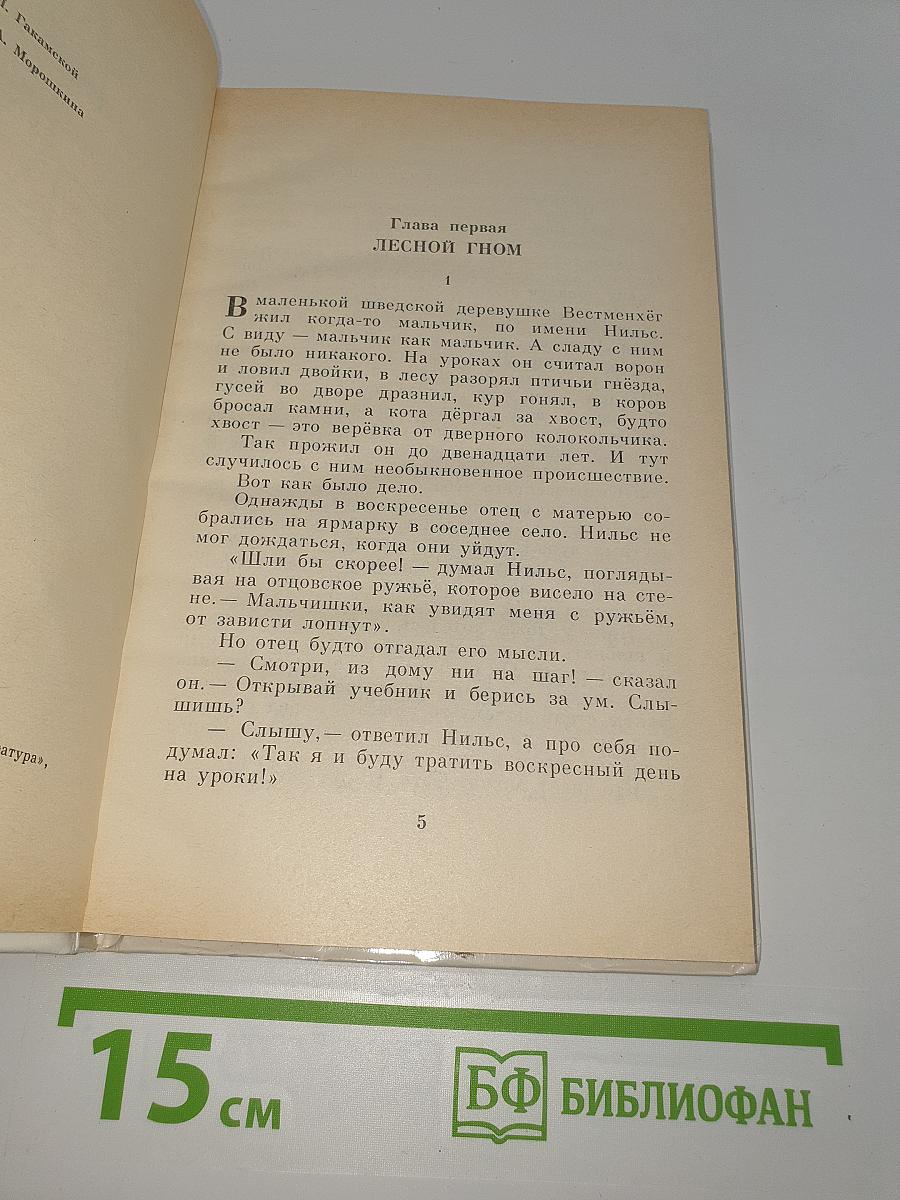 Гакамской
Морошкина
атура»,
Глава первая
ЛЕСНОЙ ГНОМ
1
В маленькой шведской деревушке Вестменхёг
жил когда-то мальчик, по имени Нильс.
С виду — мальчик как мальчик. А сладу с ним
не было никакого. На уроках он считал ворон
и ловил двойки, в лесу разорял птичьи гнёзда,
гусей во дворе дразнил, кур гонял, в коров
бросал камни, а кота дёргал за хвост, будто
хвост — это верёвка от дверного колокольчика.
Так прожил он до двенадцати лет. И тут
случилось с ним необыкновенное происшествие.
Вот как было дело.
Однажды в воскресенье отец с матерью со-
брались на ярмарку в соседнее село. Нильс не
мог дождаться, когда они уйдут.
«Шли бы скорее! — думал Нильс, погляды-
вая на отцовское ружьё, которое висело на сте-
не.— Мальчишки, как увидят меня с ружьём,
от зависти лопнут».
Но отец будто отгадал его мысли.
— Смотри, из дому ни на шаг! — сказал
он.— Открывай учебник и берись за ум. Слы-
шишь?
— Слышу,— ответил Нильс, а про себя по-
думал: «Так я и буду тратить воскресный день
на уроки!»
5
15 см
БФ БИБЛИОФАН